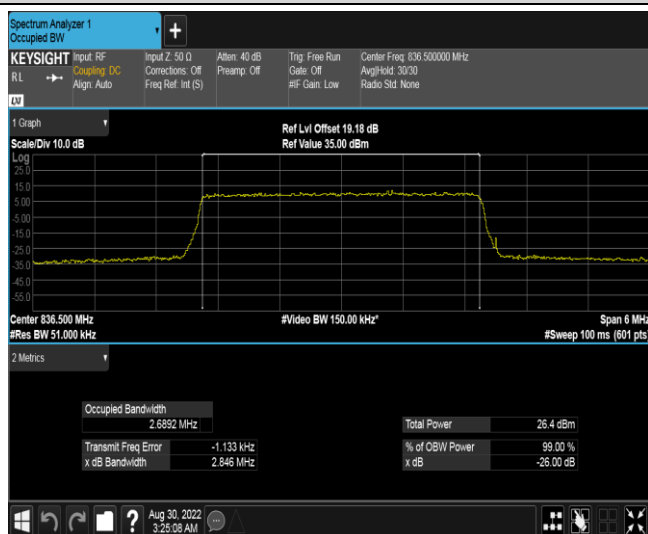 Spectrum Analyzer 1
Occupied BW
KEYSIGHT
R L
LXI
Input: RF
Coupling: DC
Align: Auto
Input Z: 50 Ω
Corrections: Off
Freq Ref: Int (S)
Atten: 40 dB
Preamp: Off
Trig: Free Run
Gate: Off
#IF Gain: Low
Center Freq: 836.500000 MHz
Avg|Hold: 30/30
Radio Std: None
1 Graph
Scale/Div 10.0 dB
Ref Lvl Offset 19.18 dB
Ref Value 35.00 dBm
Log
25.0
15.0
5.00
-5.00
-15.0
-25.0
-35.0
-45.0
-55.0
Center 836.500 MHz
#Res BW 51.000 kHz
#Video BW 150.00 kHz*
Span 6 MHz
#Sweep 100 ms (601 pts)
2 Metrics
Occupied Bandwidth
2.6892 MHz
Transmit Freq Error -1.133 kHz
x dB Bandwidth 2.846 MHz
Total Power 26.4 dBm
% of OBW Power 99.00 %
x dB -26.00 dB
?
Aug 30, 2022
3:25:08 AM